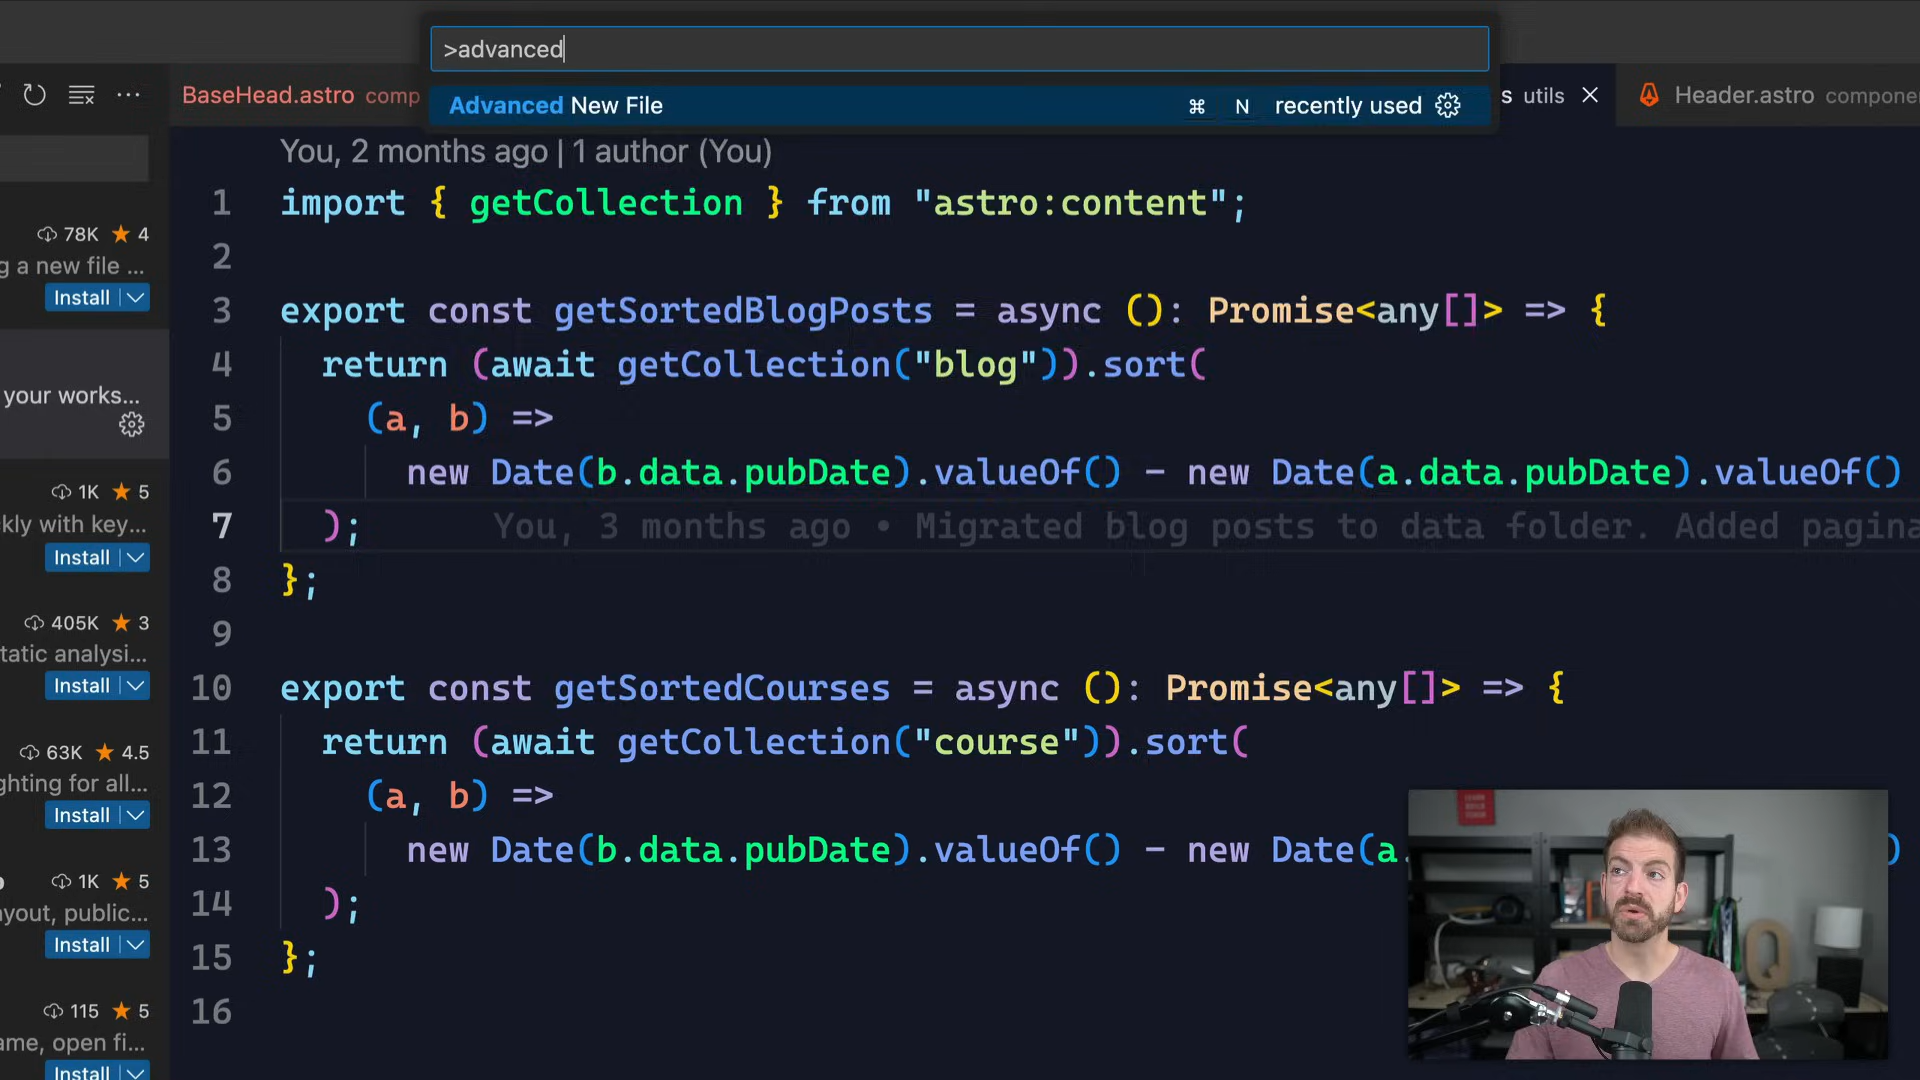 >advanced
Advanced New File ⌘ N recently used
BaseHead.astro comp
s utils
Header.astro compone
You, 2 months ago | 1 author (You)
1 import { getCollection } from "astro:content";
2
3 export const getSortedBlogPosts = async (): Promise<any[]> => {
4 return (await getCollection("blog")).sort(
5 (a, b) =>
6 new Date(b.data.pubDate).valueOf() - new Date(a.data.pubDate).valueOf()
7 ); You, 3 months ago • Migrated blog posts to data folder. Added pagina
8 };
9
10 export const getSortedCourses = async (): Promise<any[]> => {
11 return (await getCollection("course")).sort(
12 (a, b) =>
13 new Date(b.data.pubDate).valueOf() - new Date(a. )
14 );
15 };
16
78K ★ 4
g a new file ...
Install
your works...
1K ★ 5
kly with key...
Install
405K ★ 3
tatic analysi...
Install
63K ★ 4.5
ghting for all...
Install
1K ★ 5
ayout, public...
Install
115 ★ 5
ame, open fi...
Install